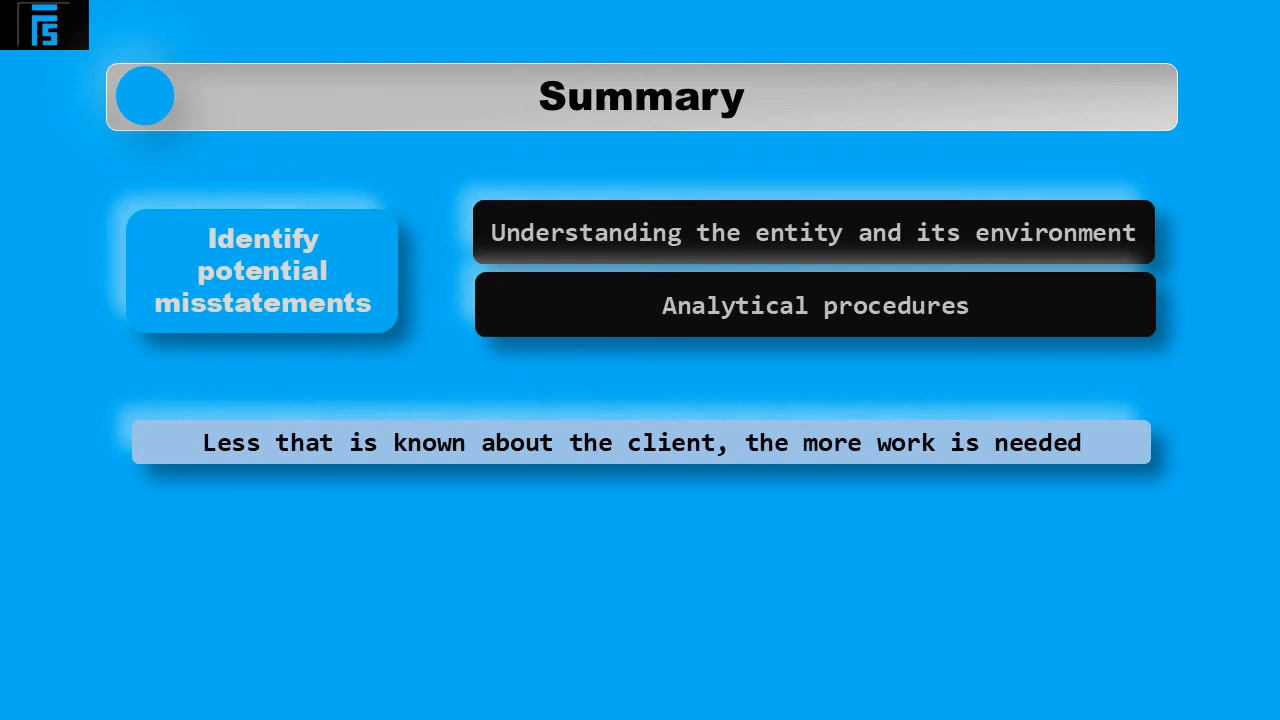 Summary
Identify
potential
misstatements
Understanding the entity and its environment
Analytical procedures
Less that is known about the client, the more work is needed